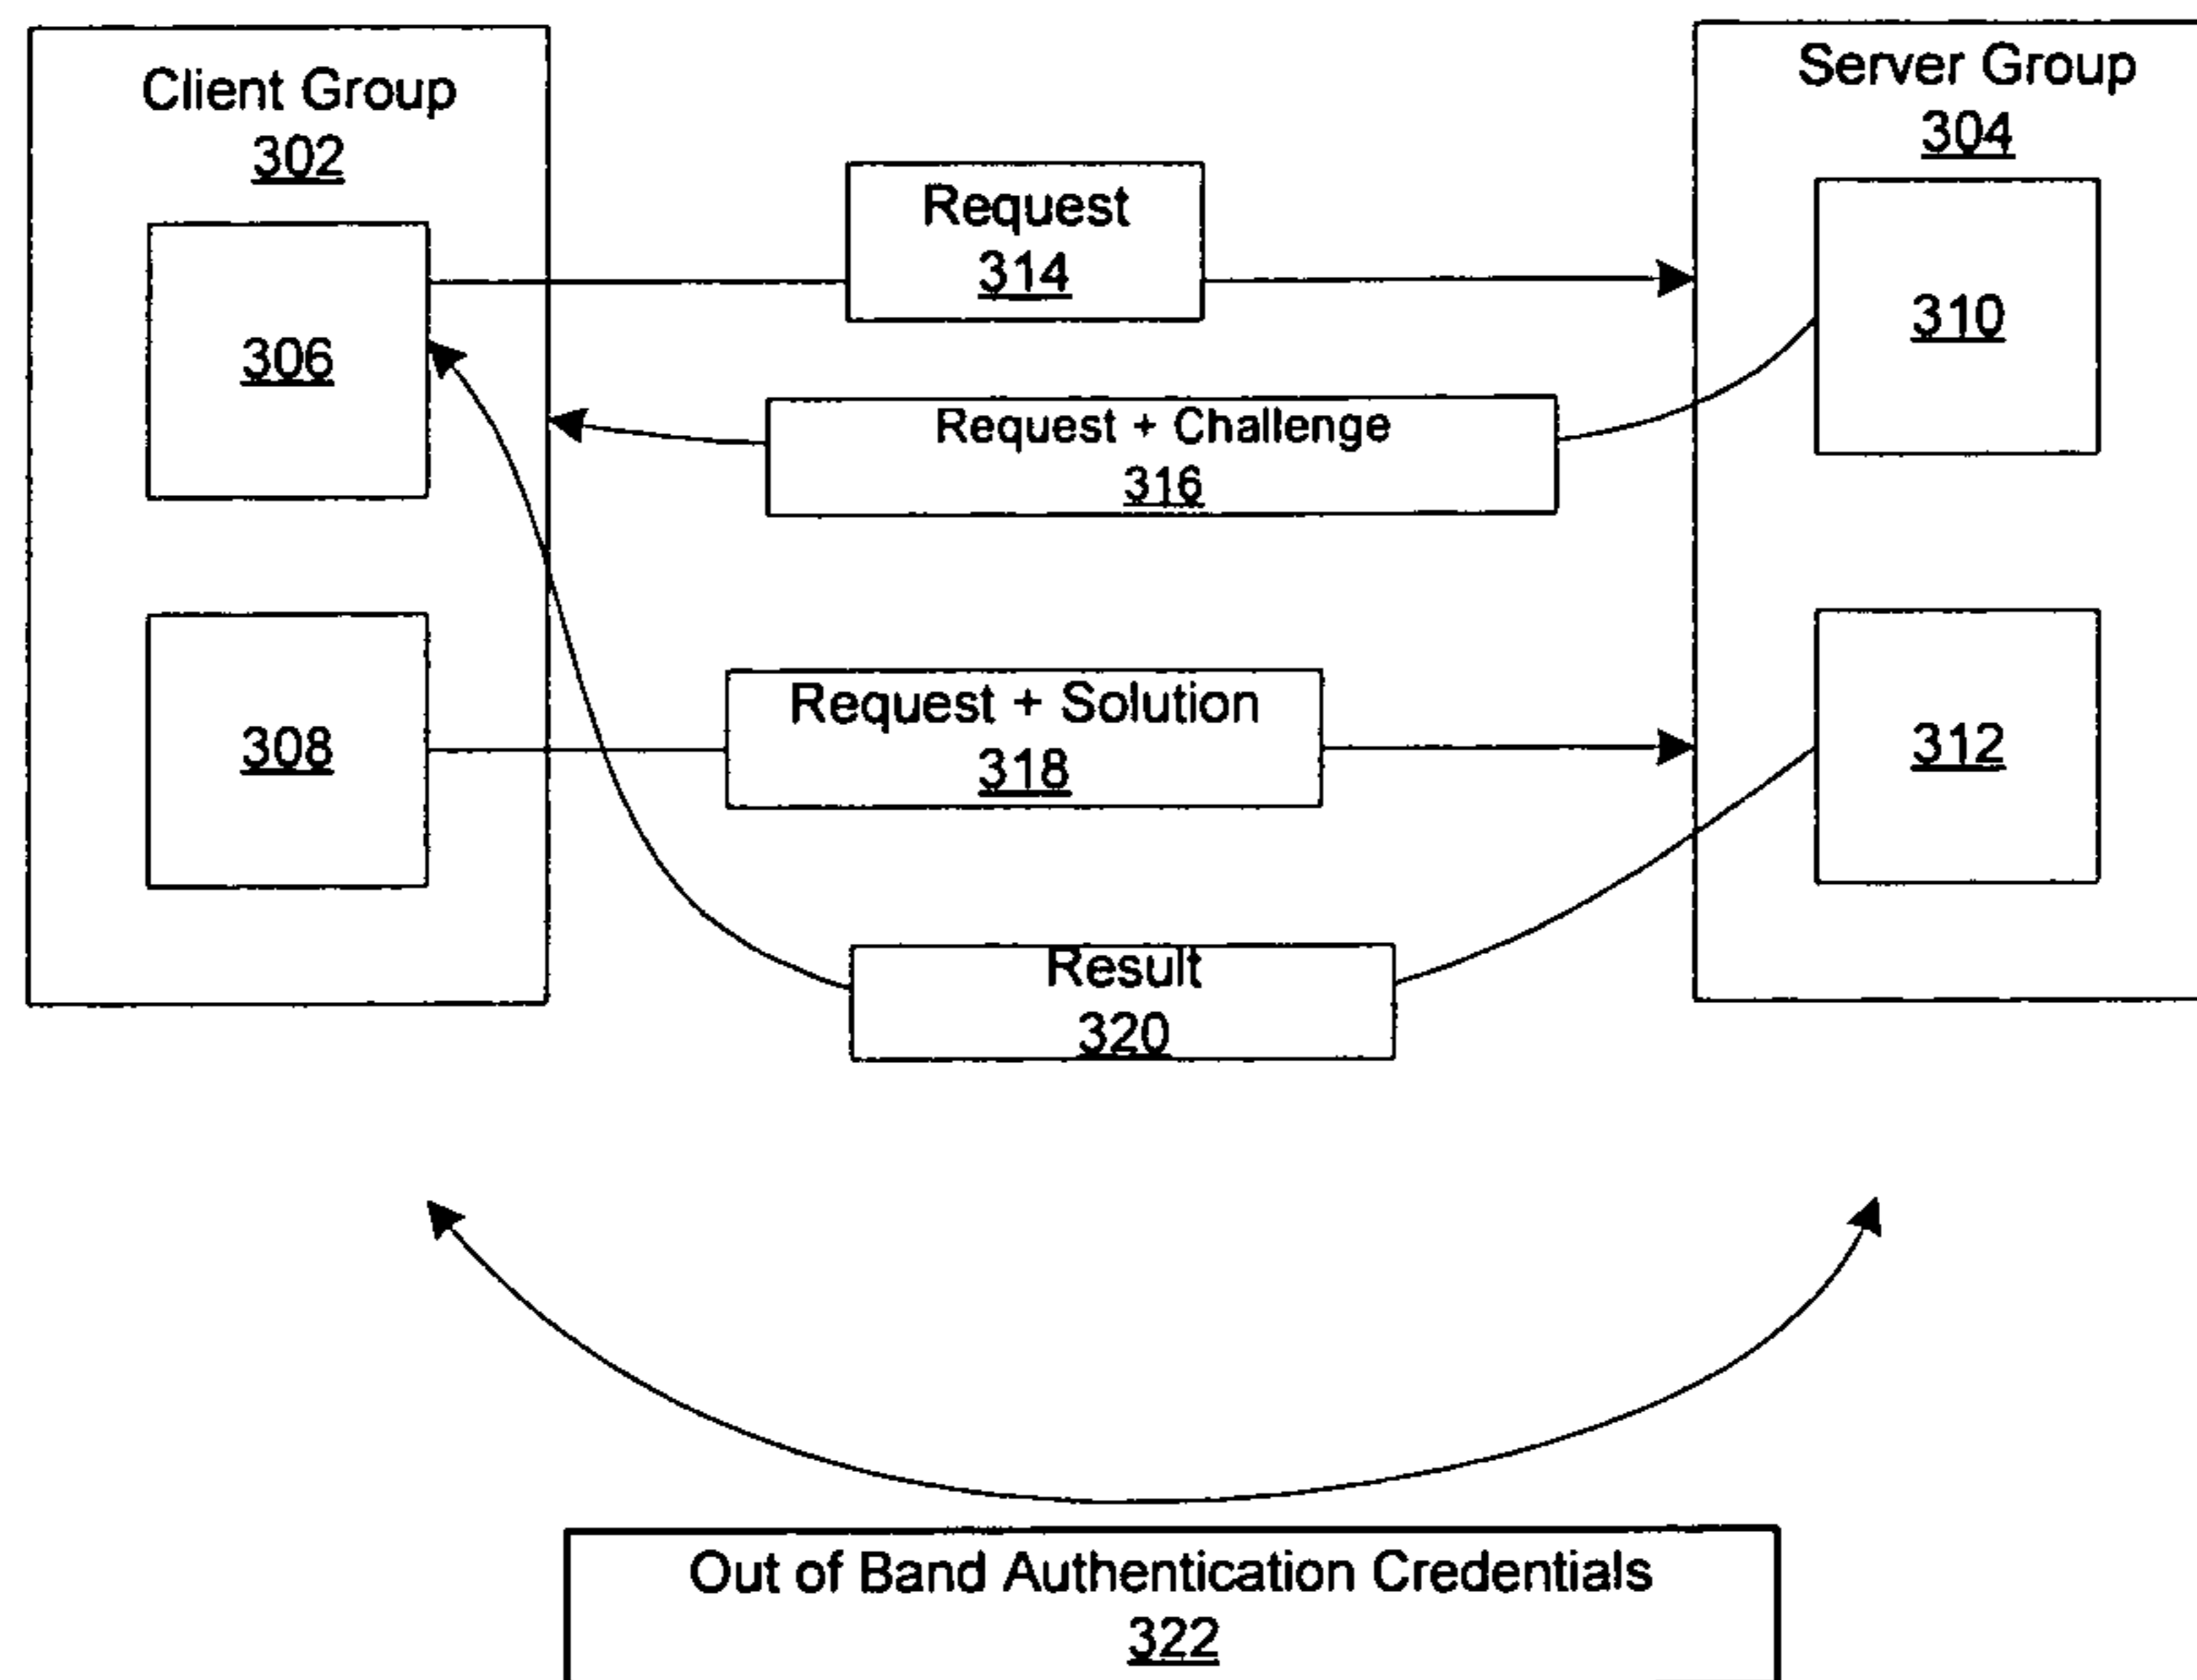 Client Group
302
Server Group
304
Request
314
306
310
Request + Challenge
316
308
Request + Solution
318
312
Result
320
Out of Band Authentication Credentials
322